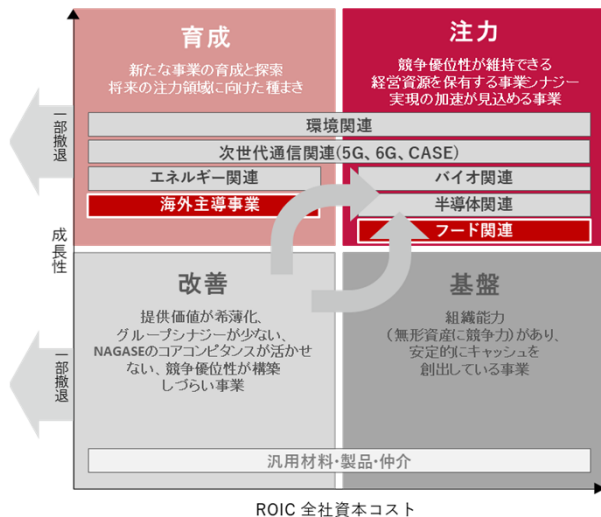 育成
新たな事業の育成と探索
将来の注力領域に向けた種まき
注力
競争優位性が維持できる
経営資源を保有する事業シナジー
実現の加速が見込める事業
一部撤退
環境関連
次世代通信関連(5G、6G、CASE)
エネルギー関連
バイオ関連
海外主導事業
半導体関連
フード関連
成長性
改善
提供価値が希薄化、
グループシナジーが少ない、
NAGASEのコアコンピタンスが活かせ
ない、競争優位性が構築
しづらい事業
基盤
組織能力
(無形資産に競争力)があり、
安定的にキャッシュを
創出している事業
一部撤退
汎用材料・製品・仲介
ROIC 全社資本コスト